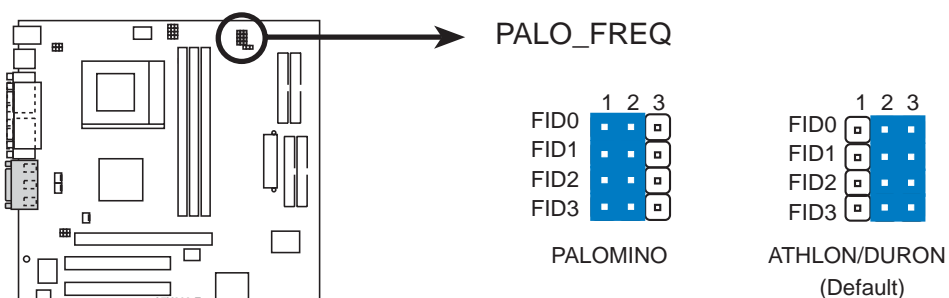 PALO_FREQ
1 2 3
FID0
FID1
FID2
FID3
PALOMINO
1 2 3
FID0
FID1
FID2
FID3
ATHLON/DURON
(Default)